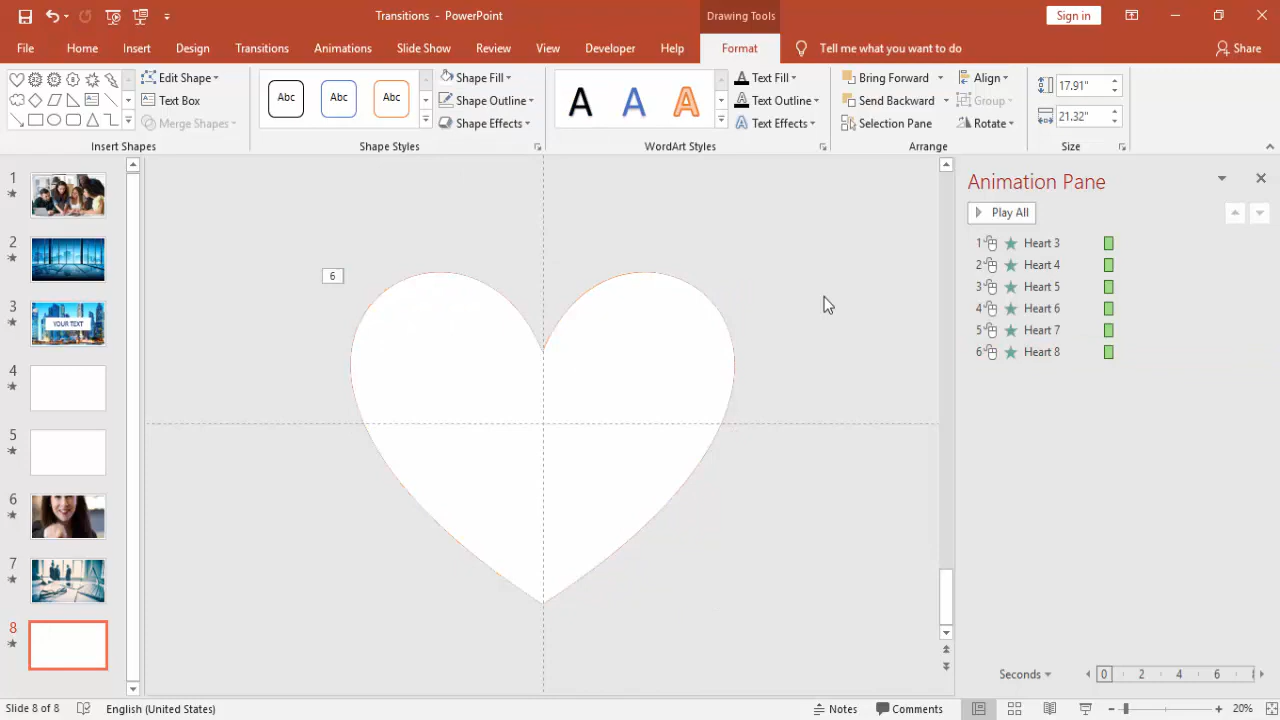 Transitions - PowerPoint
Drawing Tools
Sign in
File Home Insert Design Transitions Animations Slide Show Review View Developer Help Format Tell me what you want to do Share
Edit Shape
Text Box
Merge Shapes
Insert Shapes
Abc Abc Abc
Shape Fill
Shape Outline
Shape Effects
Shape Styles
A A A
Text Fill
Text Outline
Text Effects
WordArt Styles
Bring Forward
Send Backward
Selection Pane
Align
Group
Rotate
Arrange
17.91"
21.32"
Size
1
2
3
YOUR TEXT
4
5
6
7
8
6
Animation Pane
Play All
1 Heart 3
2 Heart 4
3 Heart 5
4 Heart 6
5 Heart 7
6 Heart 8
Seconds 0 2 4 6
Slide 8 of 8 English (United States) Notes Comments 20%